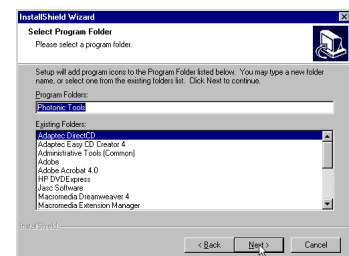 InstallShield Wizard
Select Program Folder
Please select a program folder.
Setup will add program icons to the Program Folder listed below. You may type a new folder
name, or select one from the existing folders list. Click Next to continue.
Program Folders:
Photonic Tools
Existing Folders:
Adaptec DirectCD
Adaptec Easy CD Creator 4
Administrative Tools (Common)
Adobe
Adobe Acrobat 4.0
HP DVDExpress
Jasc Software
Macromedia Dreamweaver 4
Macromedia Extension Manager
InstallShield
< Back
Next >
Cancel